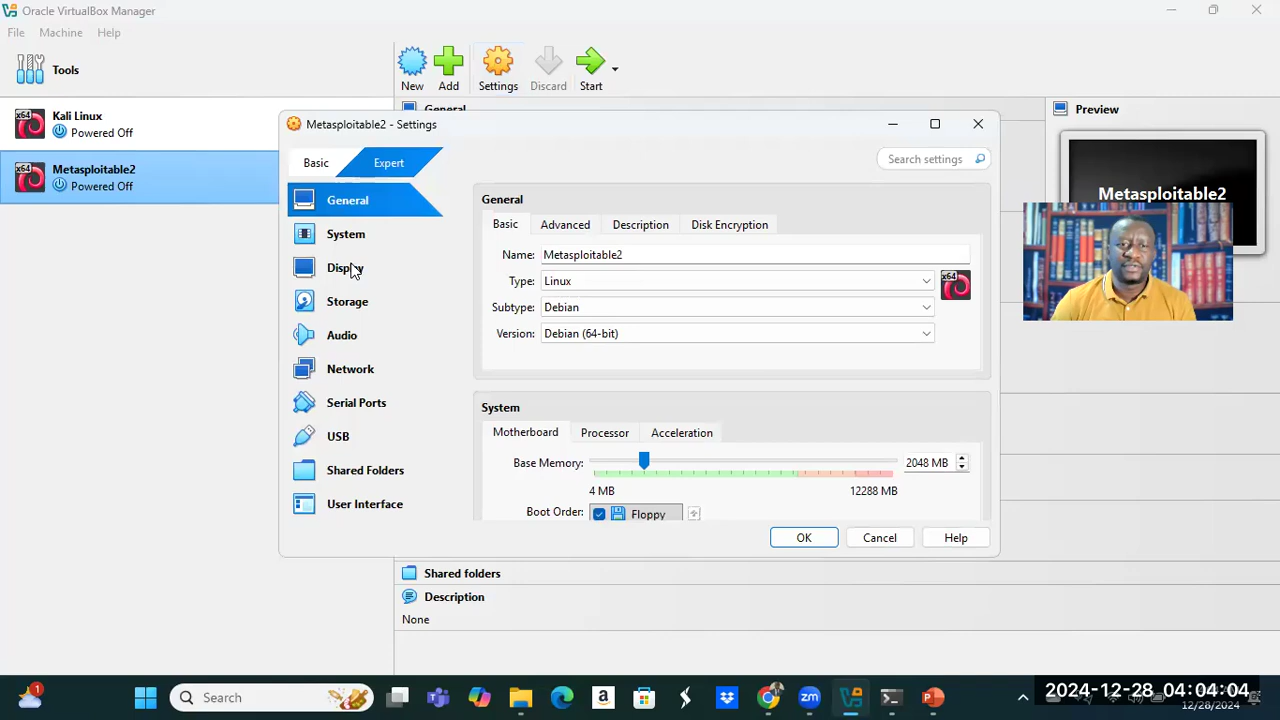 Oracle VirtualBox Manager
File Machine Help
Tools
New Add Settings Discard Start
Kali Linux
Powered Off
Metasploitable2
Powered Off
General
Preview
Metasploitable2
Metasploitable2 - Settings
Basic Expert
Search settings
General
System
Display
Storage
Audio
Network
Serial Ports
USB
Shared Folders
User Interface
General
Basic Advanced Description Disk Encryption
Name: Metasploitable2
Type: Linux
Subtype: Debian
Version: Debian (64-bit)
System
Motherboard Processor Acceleration
Base Memory: 2048 MB
4 MB 12288 MB
Boot Order: Floppy
OK Cancel Help
Shared folders
Description
None
1
Search
2024-12-28 04:04:04
12/28/2024
x64
x64
x64